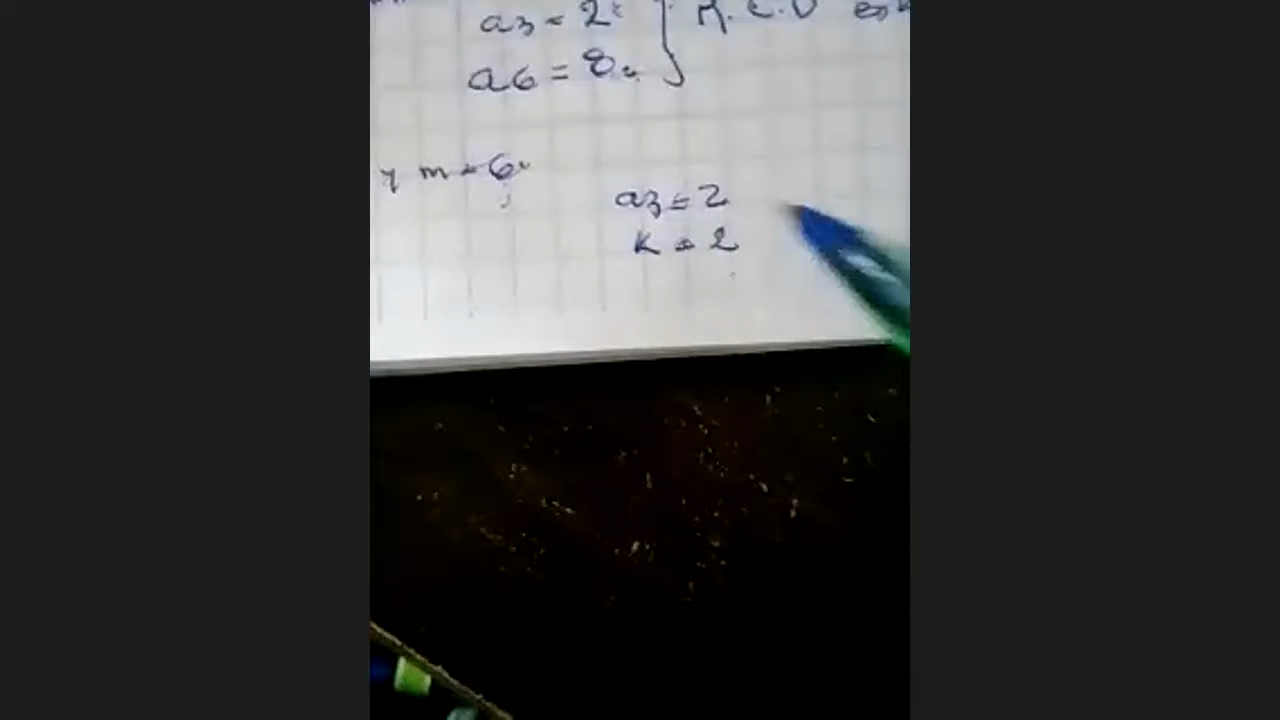 a3 = 2
a6 = 8
y m = 6
a3 = 2
k = 2